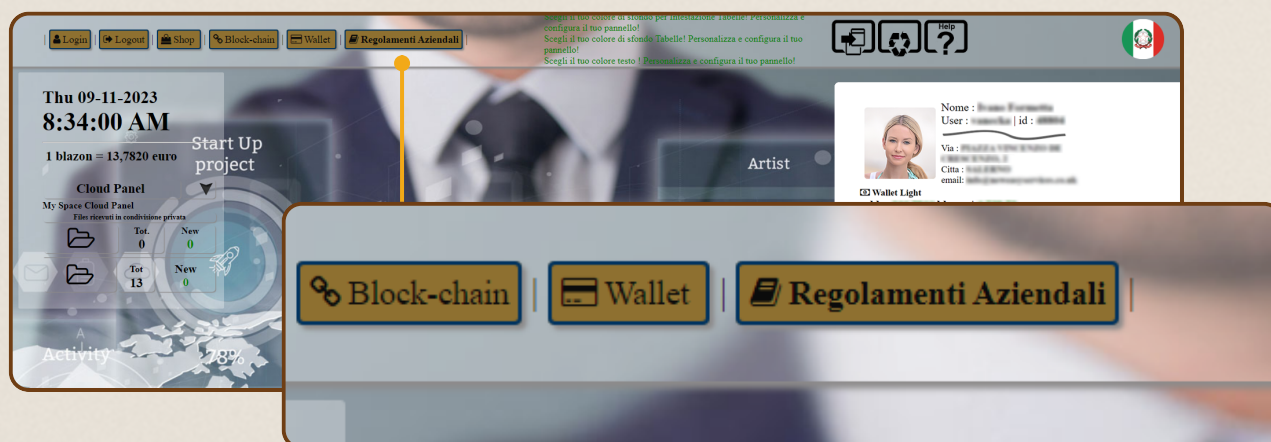 Scegli il tuo colore di sfondo per Intestazione Tabelle! Personalizza e
configura il tuo pannello!
Scegli il tuo colore di sfondo Tabelle! Personalizza e configura il tuo
pannello!
Scegli il tuo colore testo ! Personalizza e configura il tuo pannello!
| Login | Logout | Shop | Block-chain | Wallet | Regolamenti Aziendali |
Help
Thu 09-11-2023
8:34:00 AM
1 blazon = 13,7820 euro
Start Up
project
Cloud Panel
My Space Cloud Panel
Files ricevuti in condivisione privata
Tot. New
0 0
Tot New
13 0
Activity
78%
Artist
Nome :
User : | id :
Via :
Citta :
email:
Wallet Light
Block-chain | Wallet | Regolamenti Aziendali |